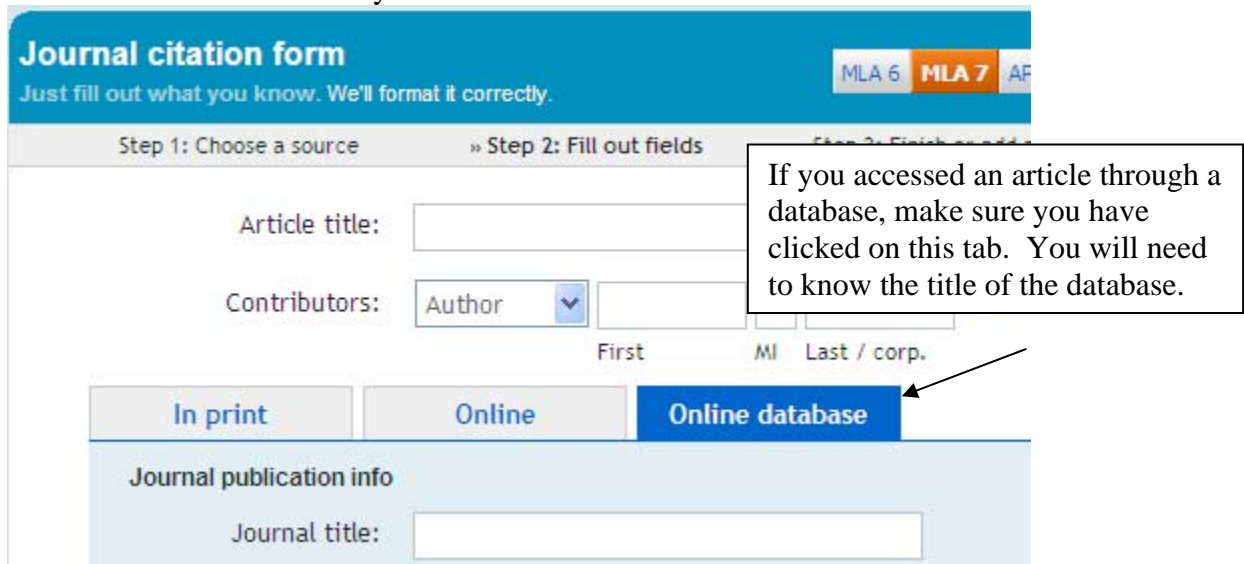 Journal citation form
MLA 6 MLA 7 AP
Just fill out what you know. We'll format it correctly.
Step 1: Choose a source » Step 2: Fill out fields
If you accessed an article through a
database, make sure you have
clicked on this tab. You will need
to know the title of the database.
Article title:
Contributors: Author
First MI Last / corp.
In print Online Online database
Journal publication info
Journal title: